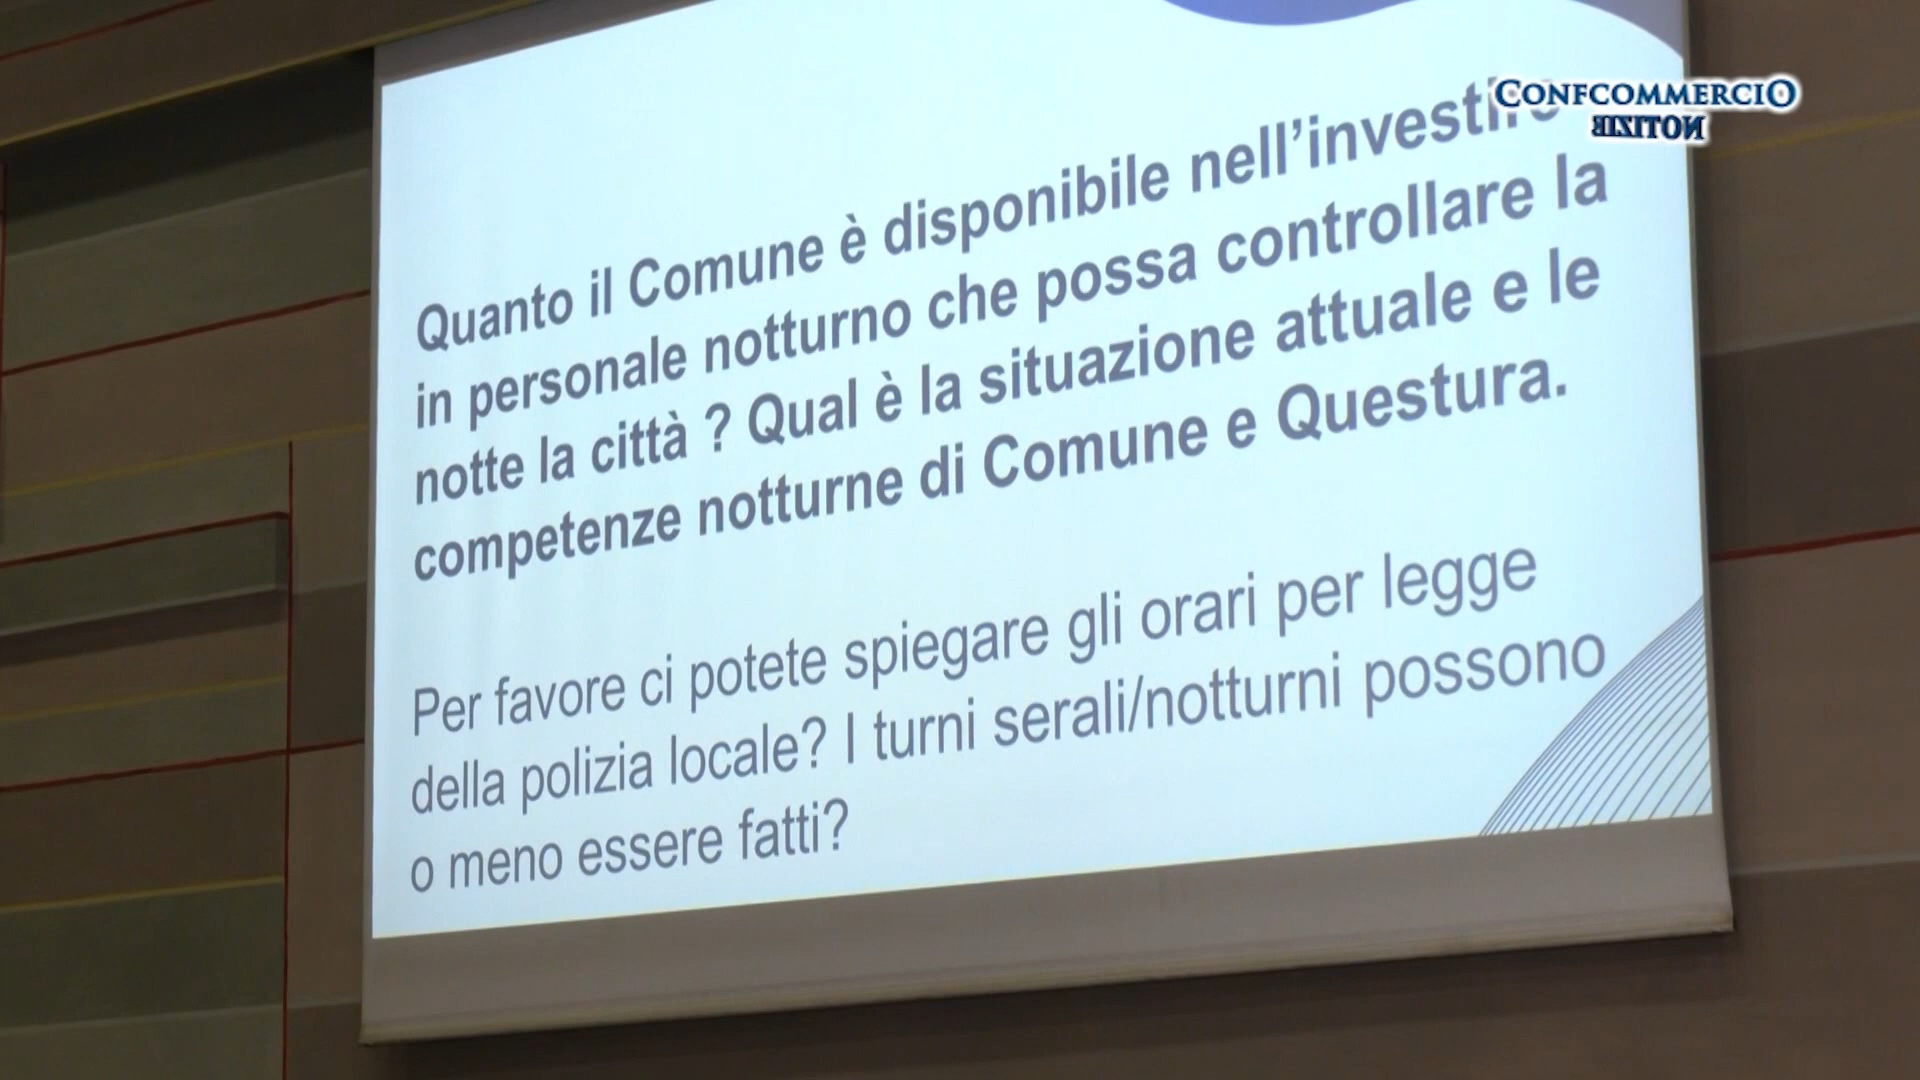 CONFCOMMERCIO
NOTIZIE
Quanto il Comune è disponibile nell'investire
in personale notturno che possa controllare la
notte la città ? Qual è la situazione attuale e le
competenze notturne di Comune e Questura.
Per favore ci potete spiegare gli orari per legge
della polizia locale? I turni serali/notturni possono
o meno essere fatti?